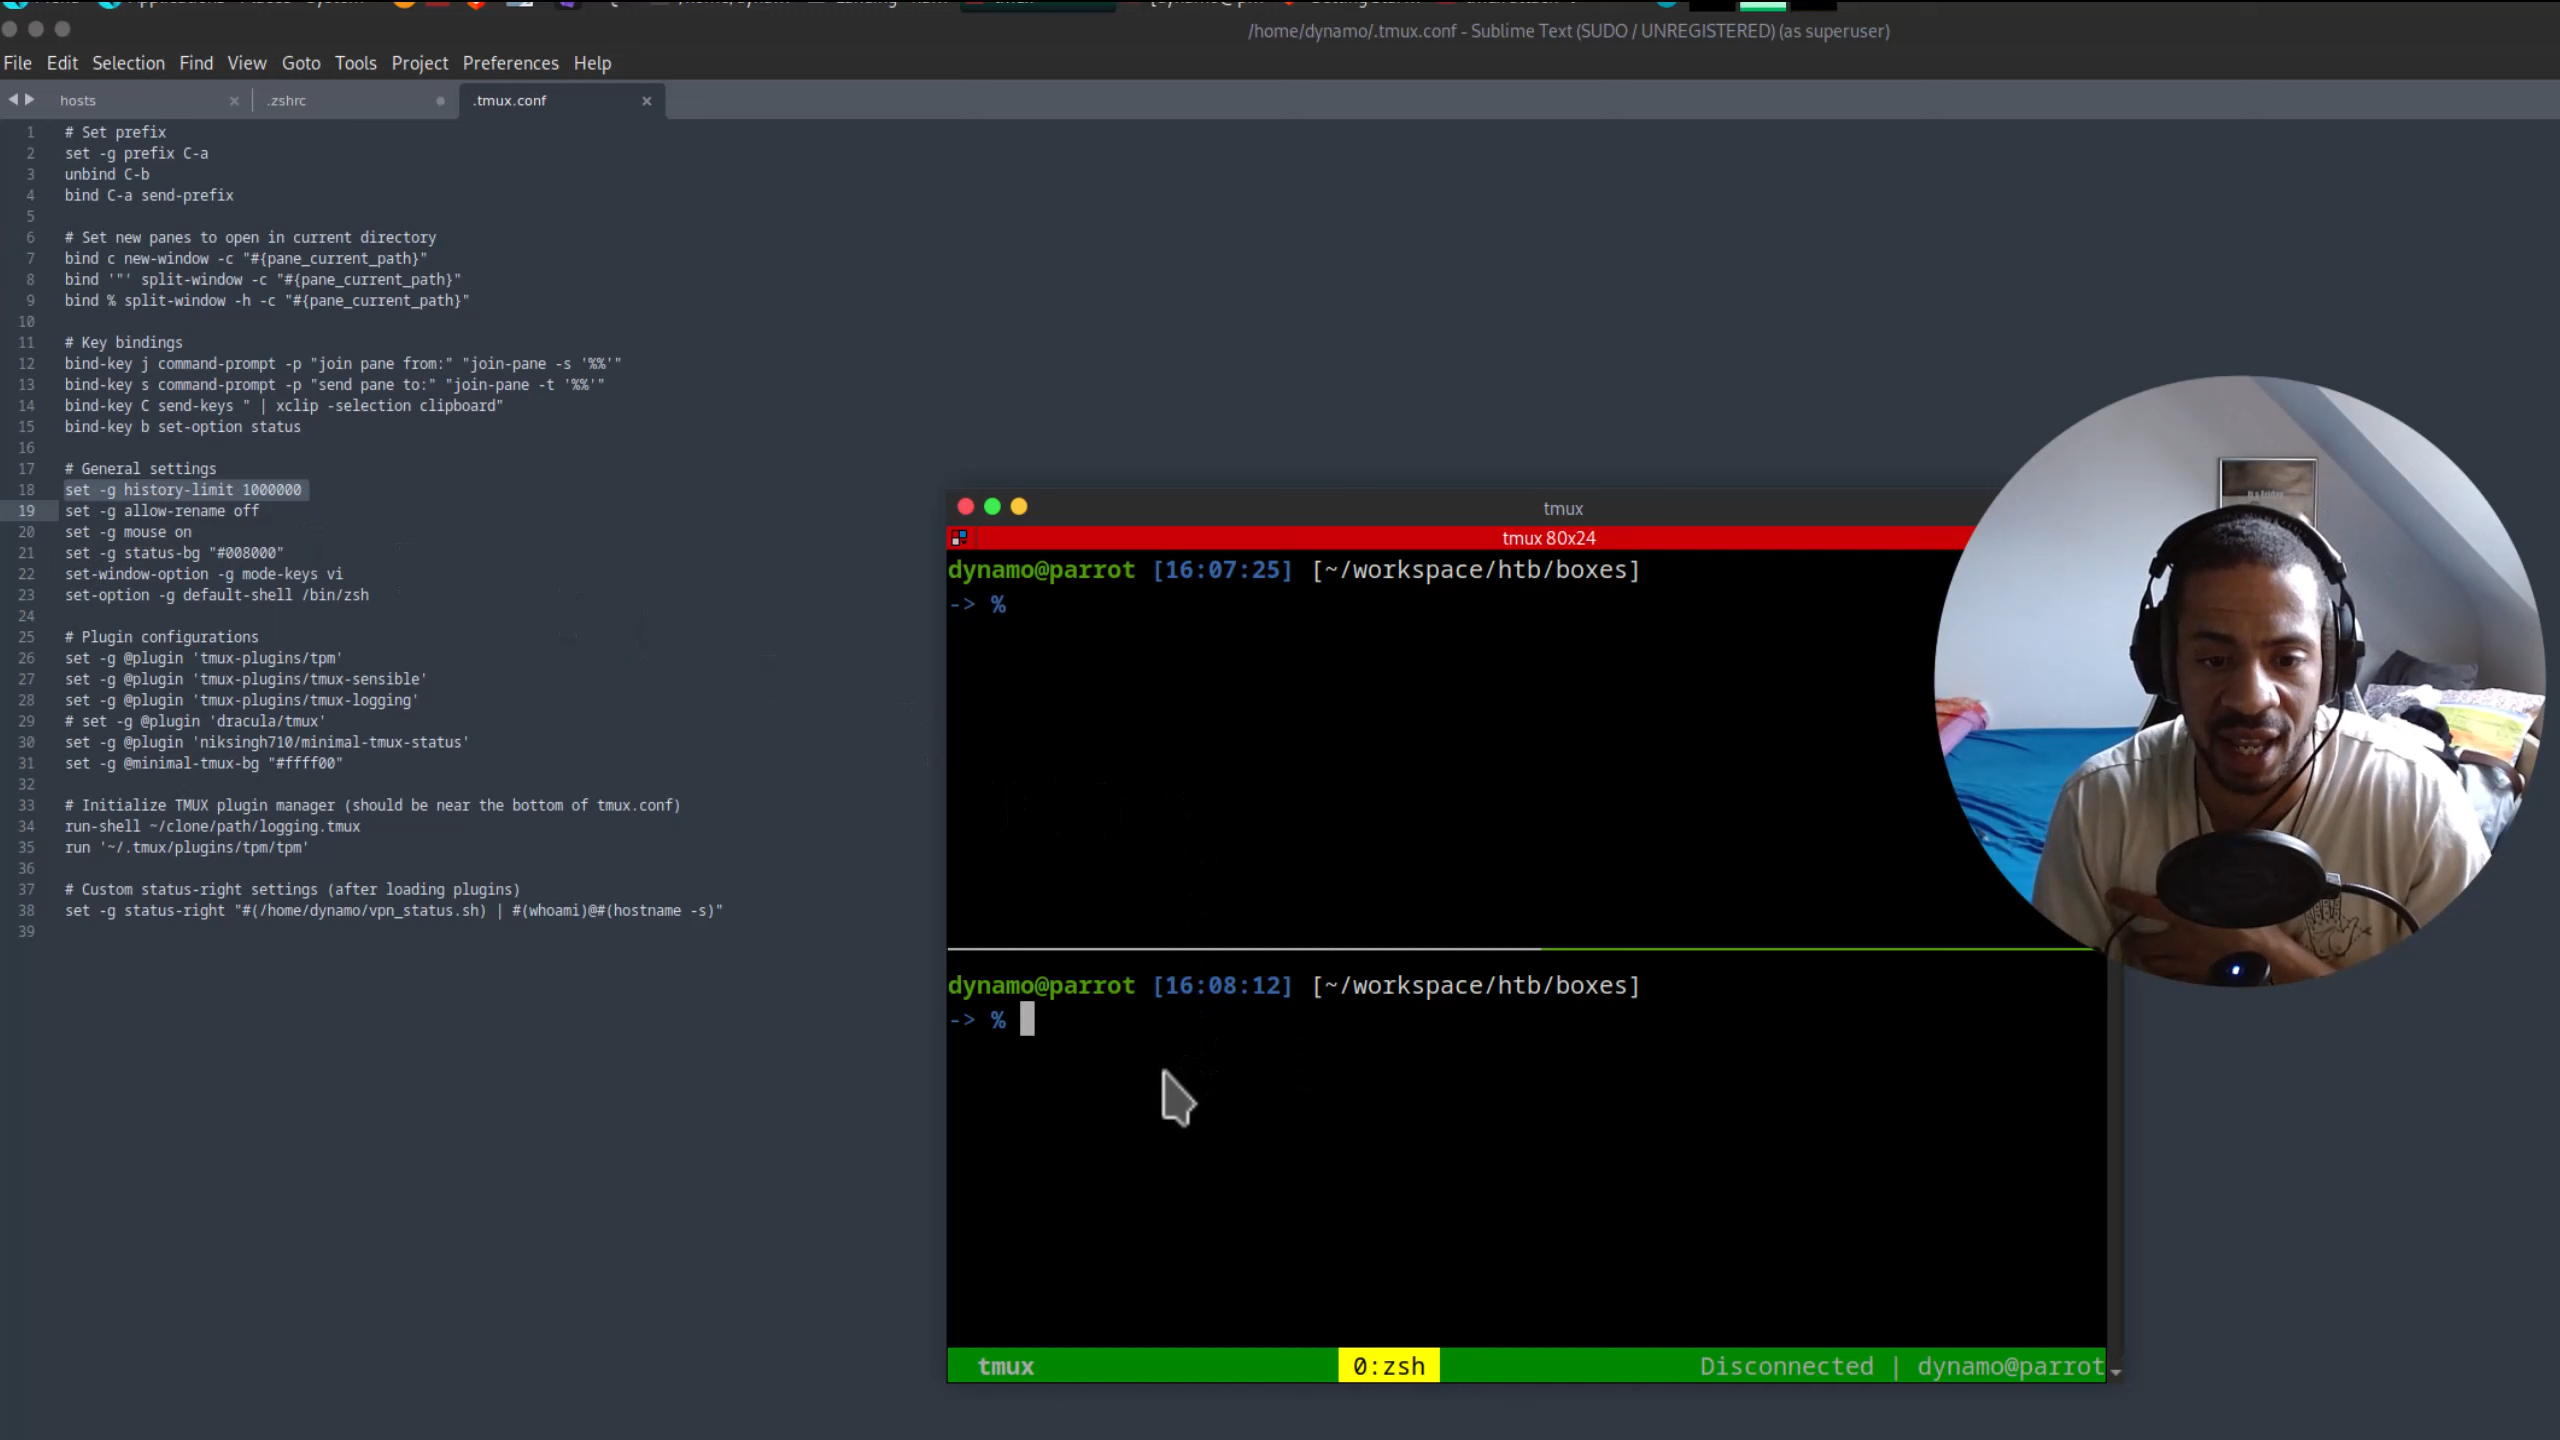 /home/dynamo/.tmux.conf - Sublime Text (SUDO / UNREGISTERED) (as superuser)
File Edit Selection Find View Goto Tools Project Preferences Help
hosts .zshrc .tmux.conf
1 # Set prefix
2 set -g prefix C-a
3 unbind C-b
4 bind C-a send-prefix
5
6 # Set new panes to open in current directory
7 bind c new-window -c "#{pane_current_path}"
8 bind '"' split-window -c "#{pane_current_path}"
9 bind % split-window -h -c "#{pane_current_path}"
10
11 # Key bindings
12 bind-key j command-prompt -p "join pane from:" "join-pane -s '%%'"
13 bind-key s command-prompt -p "send pane to:" "join-pane -t '%%'"
14 bind-key C send-keys " | xclip -selection clipboard"
15 bind-key b set-option status
16
17 # General settings
18 set -g history-limit 1000000
19 set -g allow-rename off
20 set -g mouse on
21 set -g status-bg "#008000"
22 set-window-option -g mode-keys vi
23 set-option -g default-shell /bin/zsh
24
25 # Plugin configurations
26 set -g @plugin 'tmux-plugins/tpm'
27 set -g @plugin 'tmux-plugins/tmux-sensible'
28 set -g @plugin 'tmux-plugins/tmux-logging'
29 # set -g @plugin 'dracula/tmux'
30 set -g @plugin 'niksingh710/minimal-tmux-status'
31 set -g @minimal-tmux-bg "#ffff00"
32
33 # Initialize TMUX plugin manager (should be near the bottom of tmux.conf)
34 run-shell ~/clone/path/logging.tmux
35 run '~/.tmux/plugins/tpm/tpm'
36
37 # Custom status-right settings (after loading plugins)
38 set -g status-right "#(/home/dynamo/vpn_status.sh) | #(whoami)@#(hostname -s)"
39
tmux
tmux 80x24
dynamo@parrot [16:07:25] [~/workspace/htb/boxes]
-> %
dynamo@parrot [16:08:12] [~/workspace/htb/boxes]
-> %
tmux 0:zsh Disconnected | dynamo@parrot